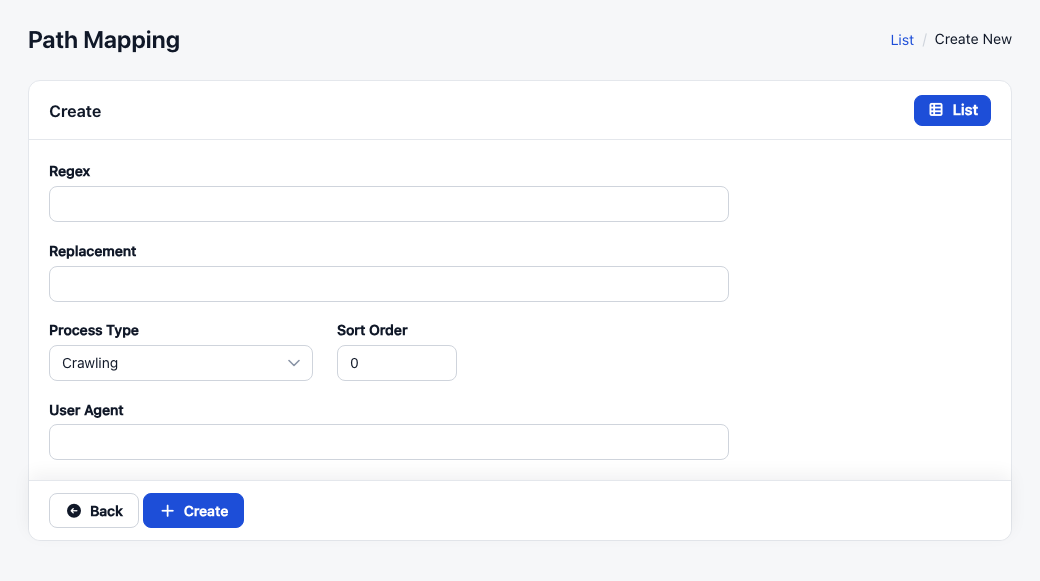 Path Mapping
List / Create New
Create
List
Regex
Replacement
Process Type Sort Order
Crawling 0
User Agent
Back Create